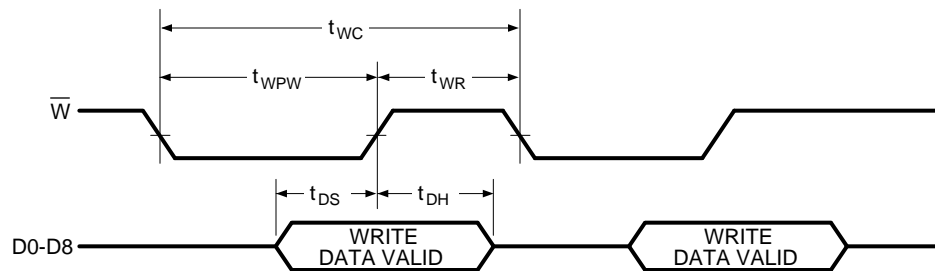 tWC
tWPW
tWR
W̅
tDS
tDH
D0-D8
WRITE
DATA VALID
WRITE
DATA VALID